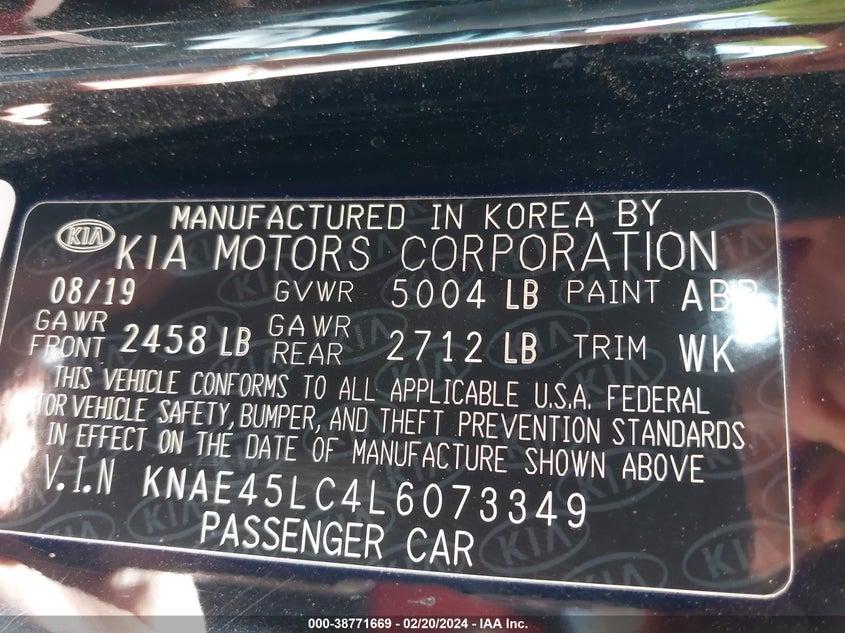 MANUFACTURED IN KOREA BY
KIA KIA MOTORS CORPORATION
08/19 GVWR 5004 LB PAINT
GAWR FRONT 2458 LB GAWR REAR 2712 LB TRIM WK
THIS VEHICLE CONFORMS TO ALL APPLICABLE U.S.A. FEDERAL
TOR VEHICLE SAFETY, BUMPER, AND THEFT PREVENTION STANDARDS
IN EFFECT ON THE DATE OF MANUFACTURE SHOWN ABOVE
V.I.N KNAE45LC4L6073349
PASSENGER CAR
000-38771669 - 02/20/2024 - IAA Inc.